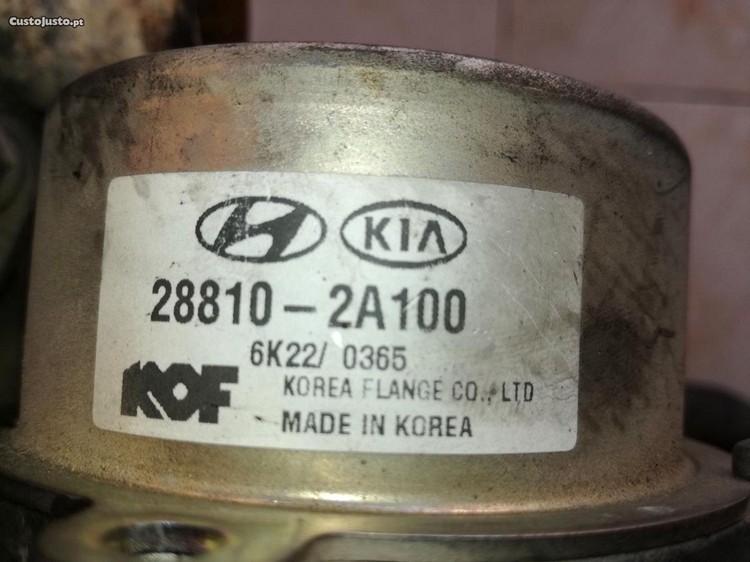 CustoJusto.pt
KIA
28810-2A100
6K22/ 0365
KOF KOREA FLANGE CO., LTD
MADE IN KOREA